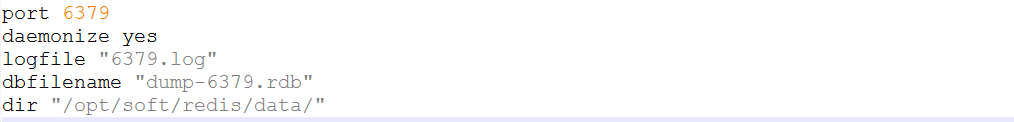 port 6379
daemonize yes
logfile "6379.log"
dbfilename "dump-6379.rdb"
dir "/opt/soft/redis/data/"